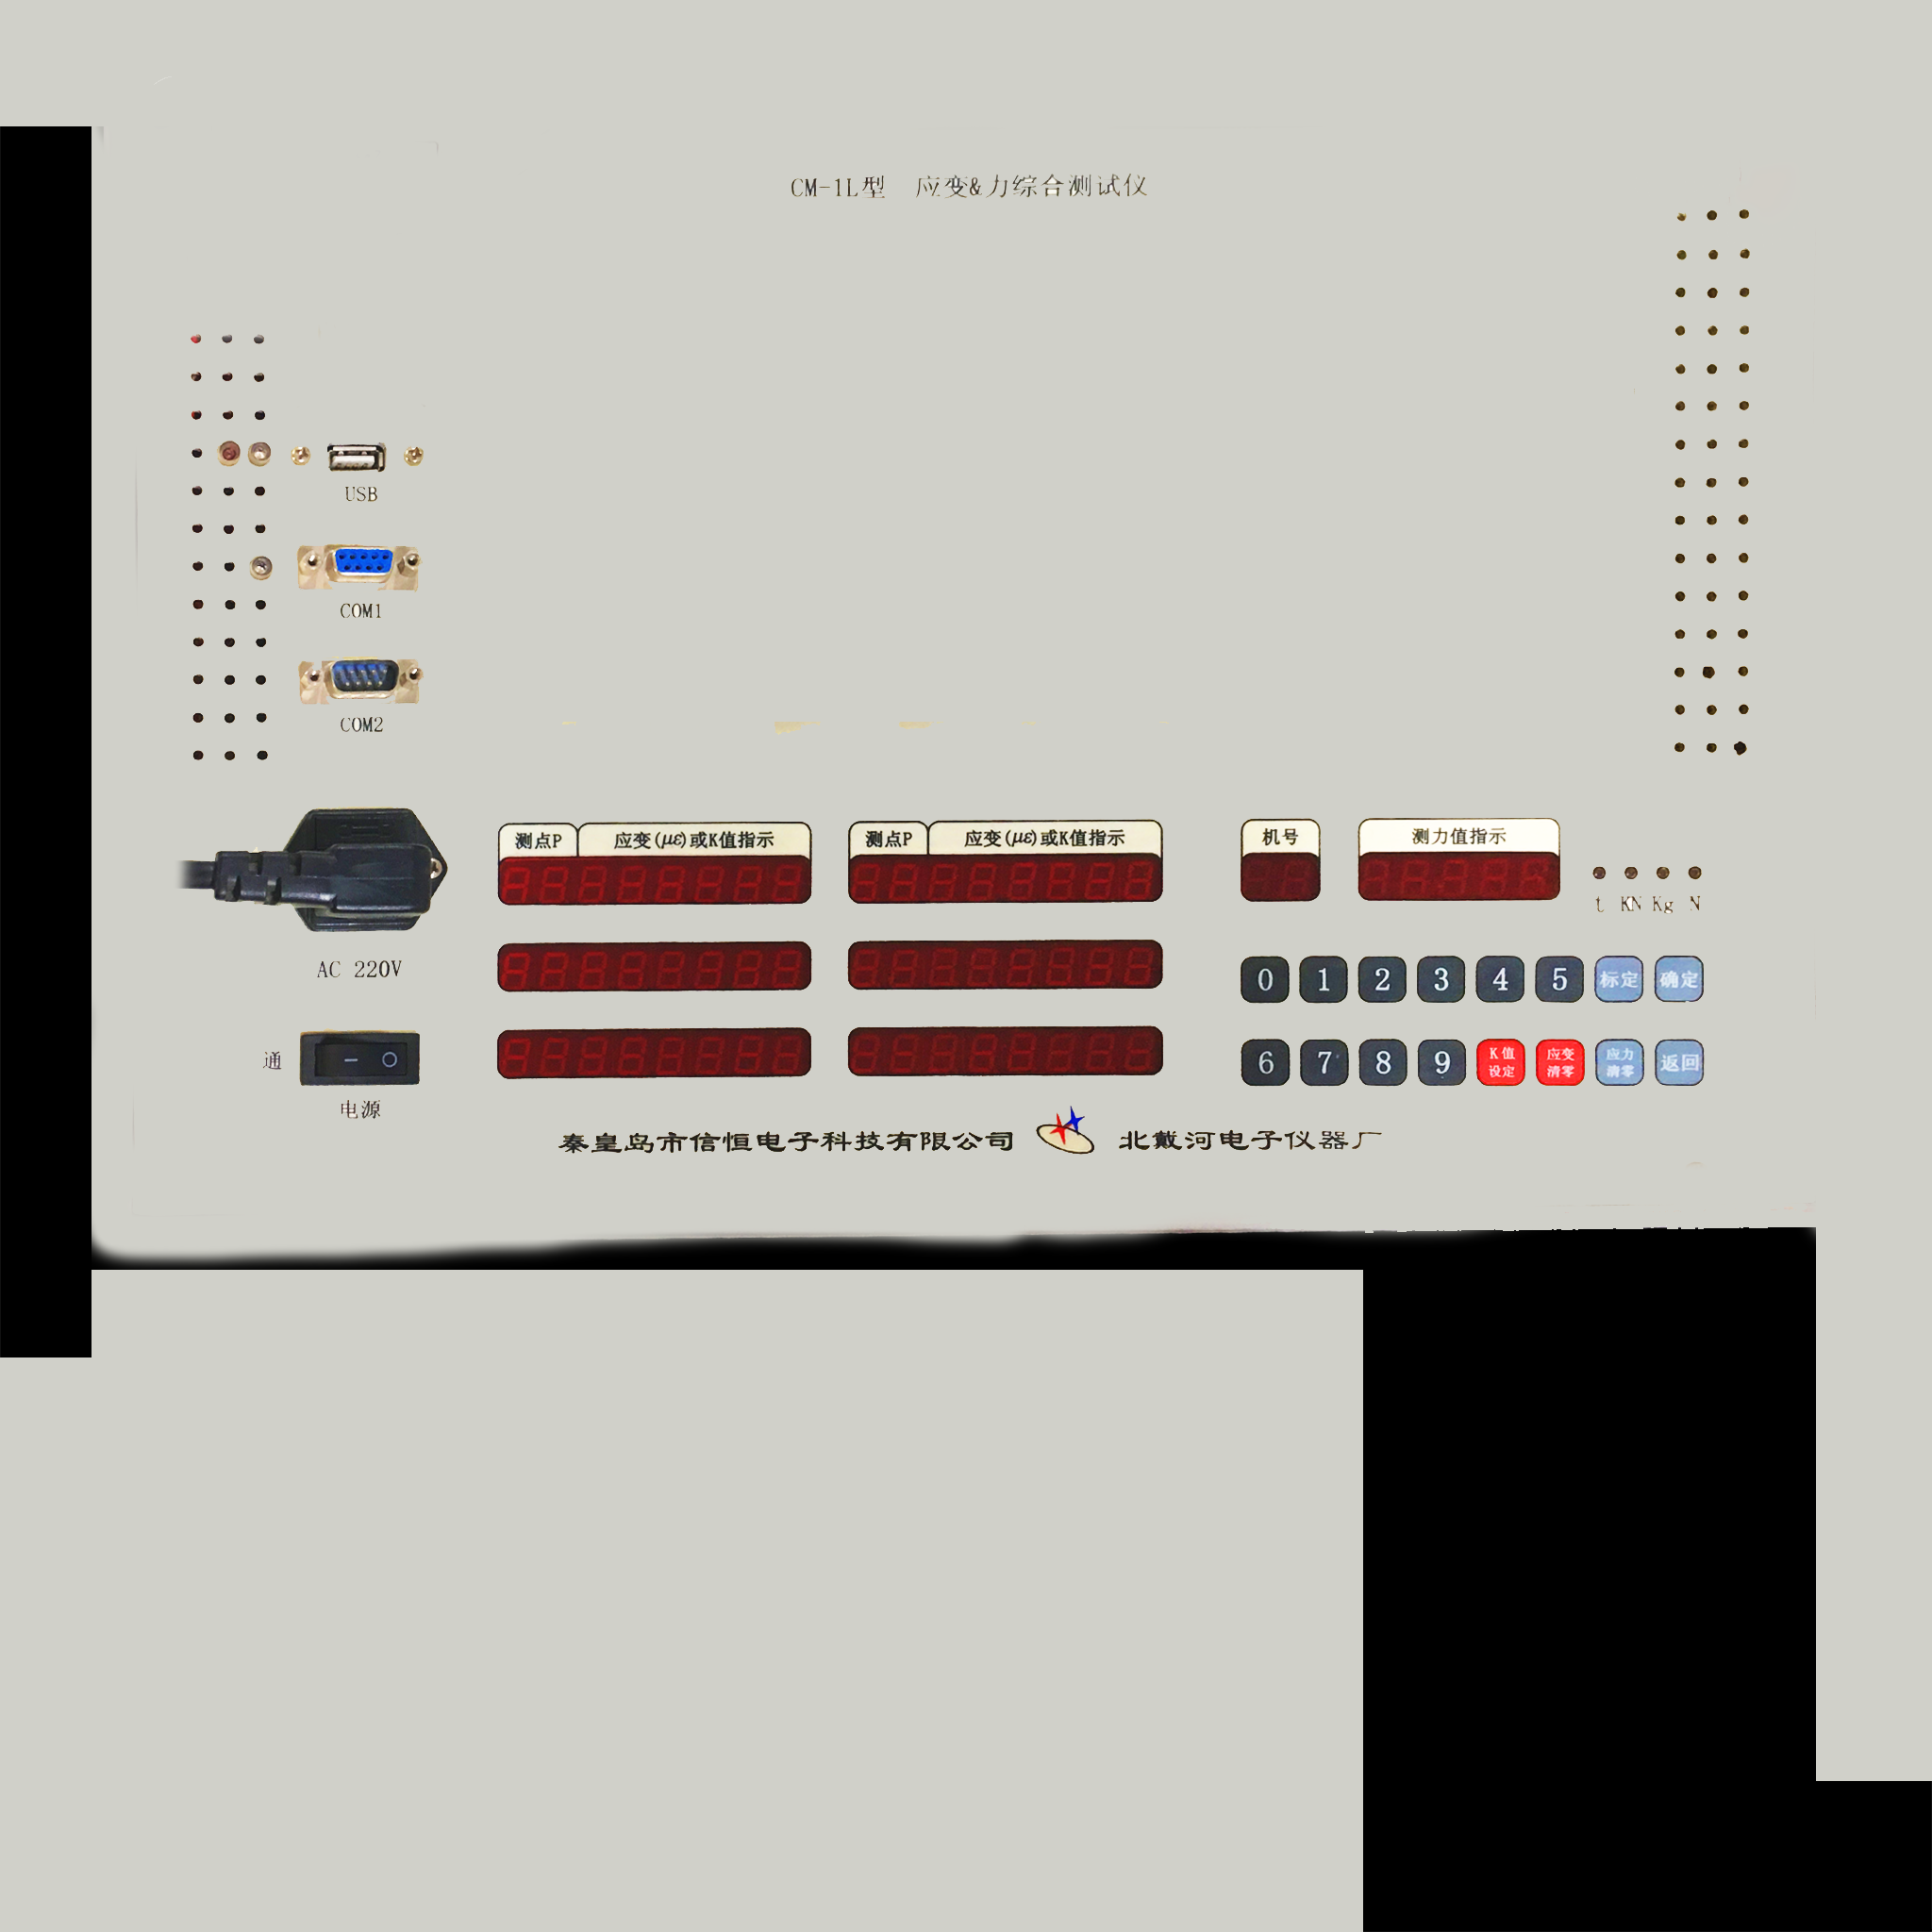 CM-1L型 应变&力综合测试仪
USB
COM1
COM2
测点P 应变(με)或K值指示
测点P 应变(με)或K值指示
机号
测力值指示
t KN Kg N
AC 220V
0 1 2 3 4 5 标定 确定
通
6 7 8 9 K值设定 应变清零 应力清零 返回
电源
秦皇岛市信恒电子科技有限公司 北戴河电子仪器厂